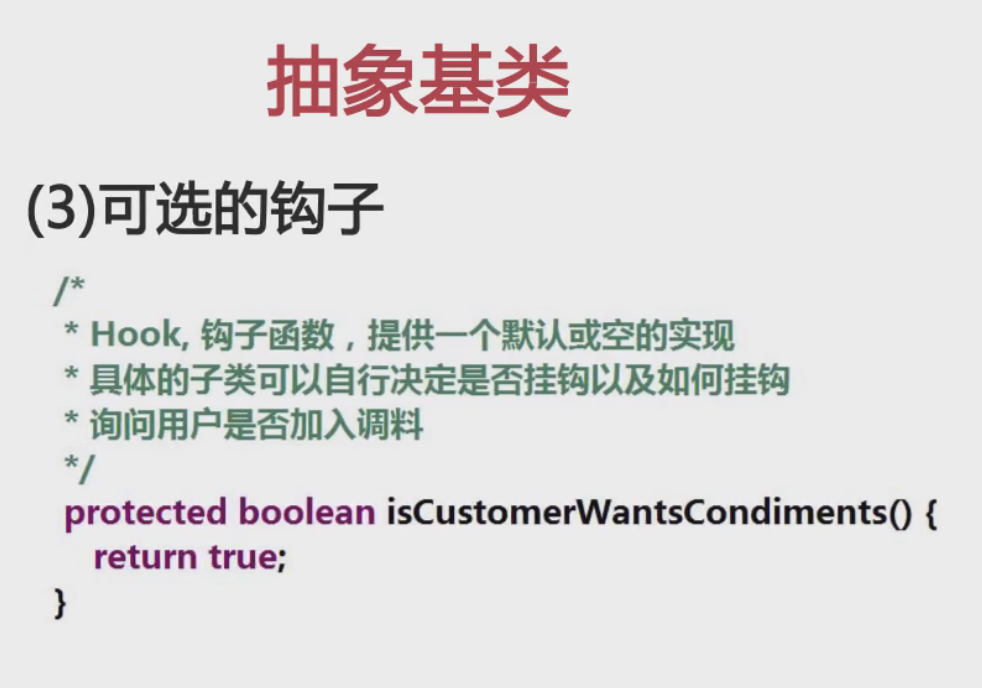 抽象基类
(3)可选的钩子
/*
* Hook, 钩子函数，提供一个默认或空的实现
* 具体的子类可以自行决定是否挂钩以及如何挂钩
* 询问用户是否加入调料
*/
protected boolean isCustomerWantsCondiments() {
return true;
}